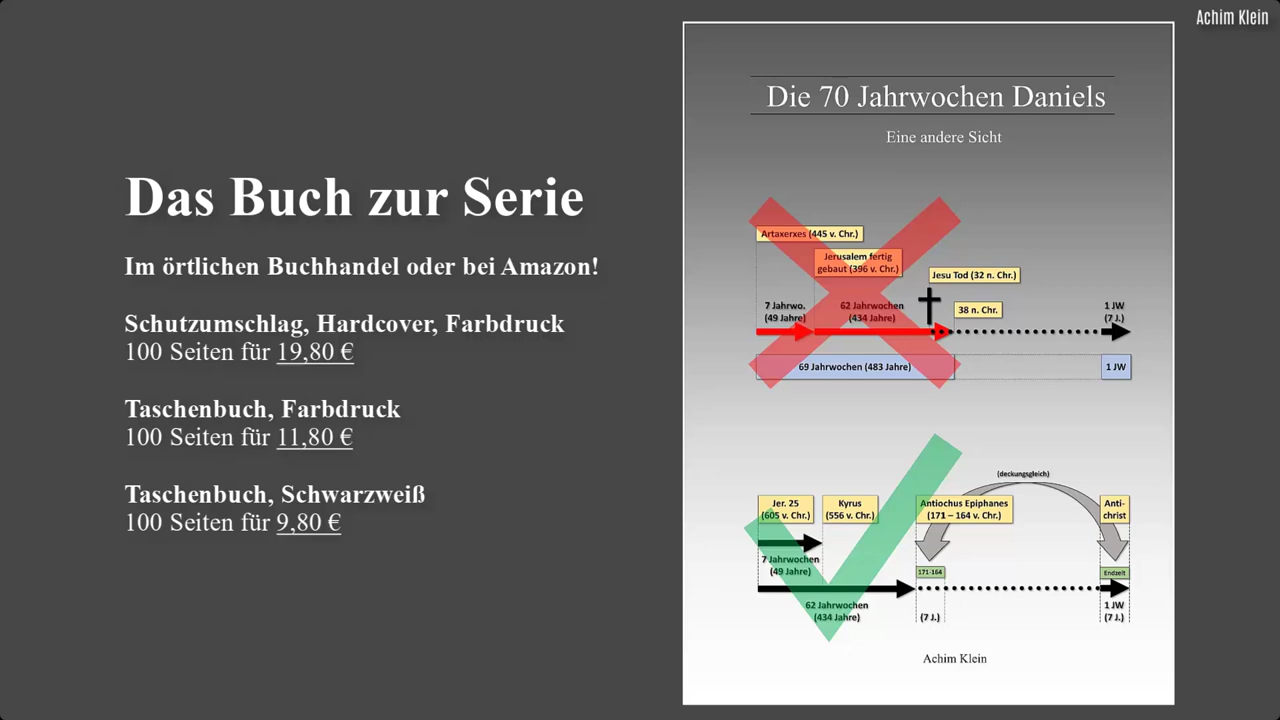 Achim Klein
Das Buch zur Serie
Im örtlichen Buchhandel oder bei Amazon!
Schutzumschlag, Hardcover, Farbdruck
100 Seiten für 19,80 €
Taschenbuch, Farbdruck
100 Seiten für 11,80 €
Taschenbuch, Schwarzweiß
100 Seiten für 9,80 €
Die 70 Jahrwochen Daniels
Eine andere Sicht
Artaxerxes (445 v. Chr.)
Jerusalem fertig
gebaut (396 v. Chr.)
Jesu Tod (32 n. Chr.)
7 Jahrwo.
(49 Jahre)
62 Jahrwochen
(434 Jahre)
38 n. Chr.
1 JW
(7 J.)
69 Jahrwochen (483 Jahre)
1 JW
(deckungsgleich)
Jer. 25
(605 v. Chr.)
Kyrus
(556 v. Chr.)
Antiochus Epiphanes
(171 – 164 v. Chr.)
Anti-
christ
7 Jahrwochen
(49 Jahre)
171-164
Endzeit
62 Jahrwochen
(434 Jahre)
(7 J.)
1 JW
(7 J.)
Achim Klein